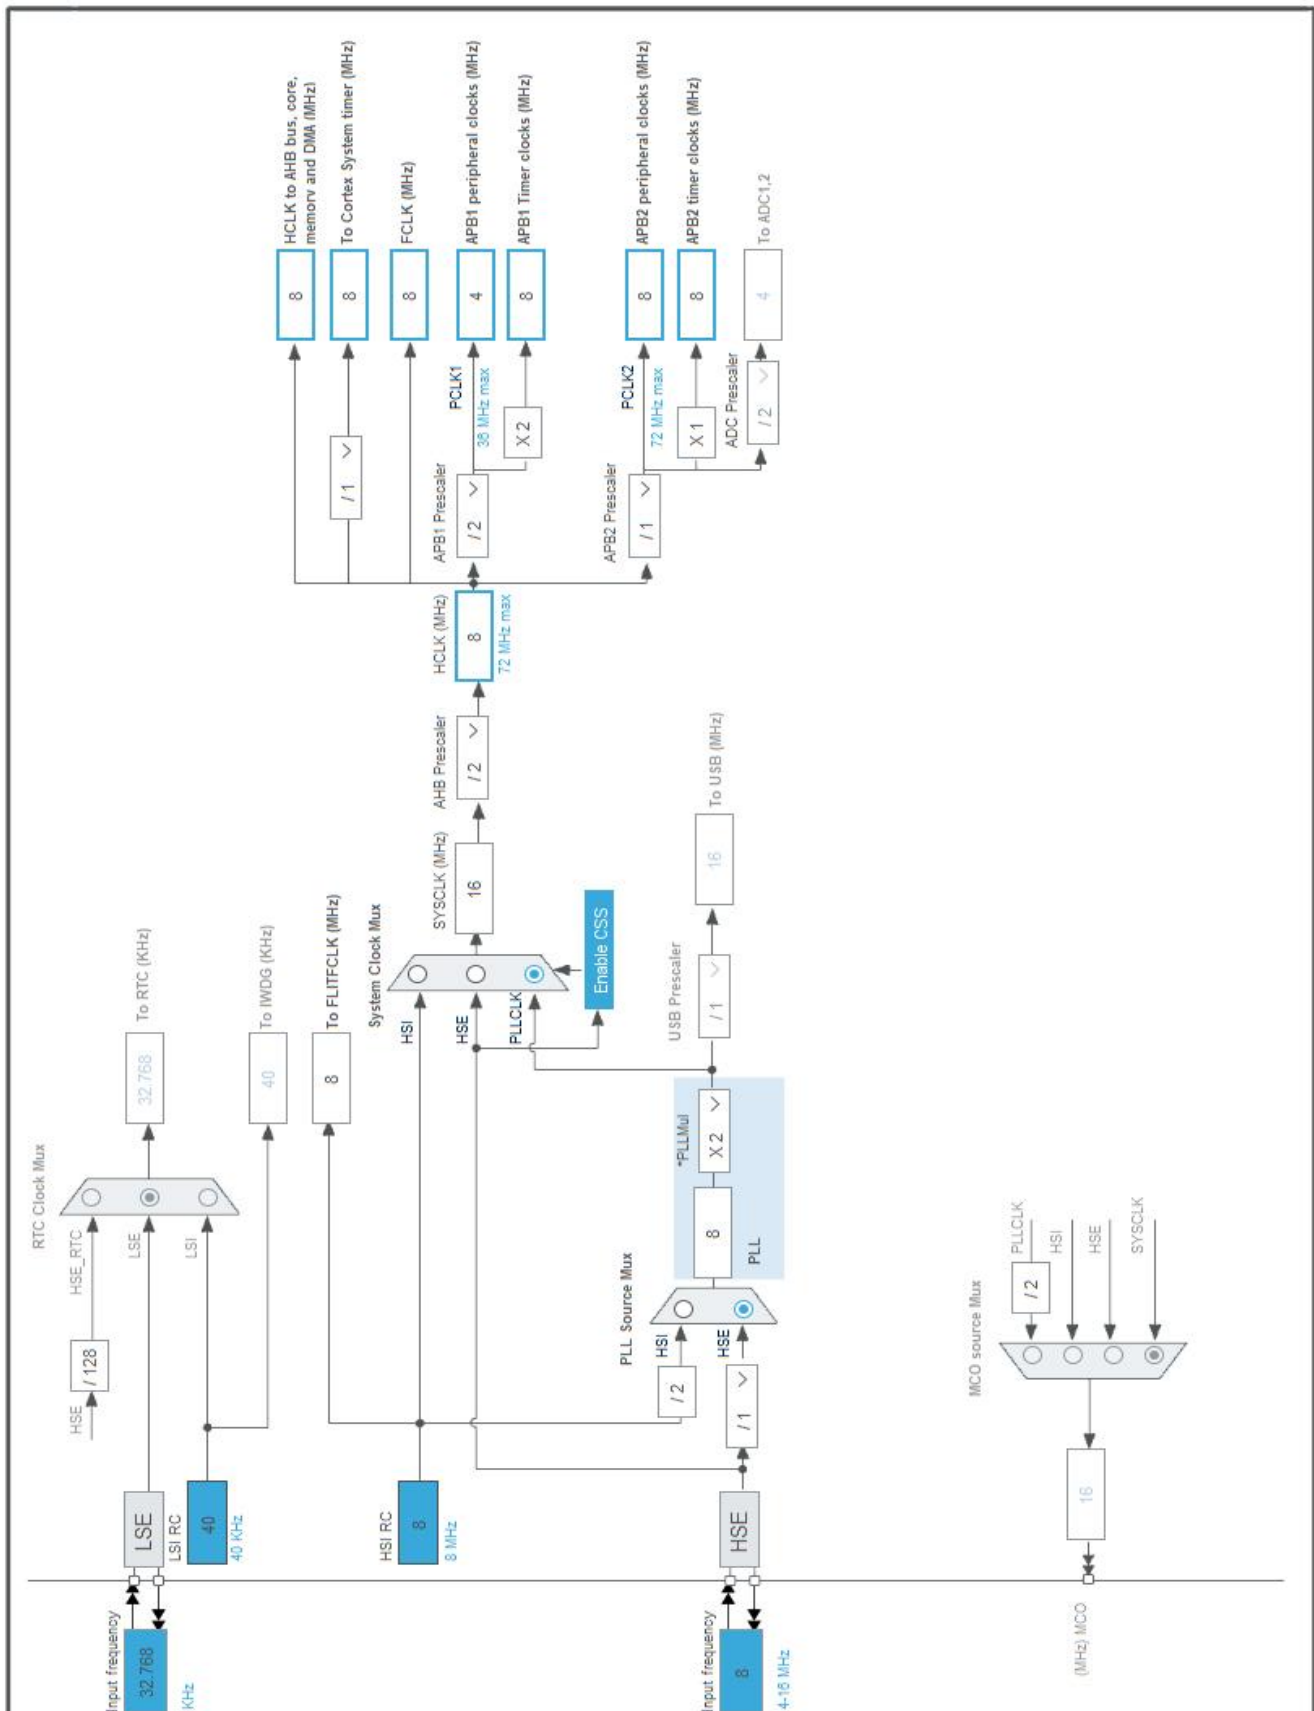 Input frequency
32.768
KHz
LSE
LSI RC
40
40 KHz
HSE
/ 128
HSE_RTC
LSE
LSI
RTC Clock Mux
32.768
To RTC (KHz)
40
To IWDG (KHz)
8
To FLITFCLK (MHz)
HSI RC
8
8 MHz
System Clock Mux
HSI
HSE
PLLCLK
Enable CSS
SYSCLK (MHz)
16
AHB Prescaler
/ 2
HCLK (MHz)
8
72 MHz max
/ 1
8
HCLK to AHB bus, core,
memory and DMA (MHz)
8
To Cortex System timer (MHz)
8
FCLK (MHz)
APB1 Prescaler
/ 2
PCLK1
36 MHz max
4
APB1 peripheral clocks (MHz)
X 2
8
APB1 Timer clocks (MHz)
APB2 Prescaler
/ 1
PCLK2
72 MHz max
8
APB2 peripheral clocks (MHz)
X 1
8
APB2 timer clocks (MHz)
ADC Prescaler
/ 2
4
To ADC1,2
Input frequency
8
4-16 MHz
HSE
/ 2
/ 1
PLL Source Mux
HSI
HSE
8
PLL
*PLLMul
X 2
USB Prescaler
/ 1
16
To USB (MHz)
MCO source Mux
/ 2
PLLCLK
HSI
HSE
SYSCLK
16
(MHz) MCO